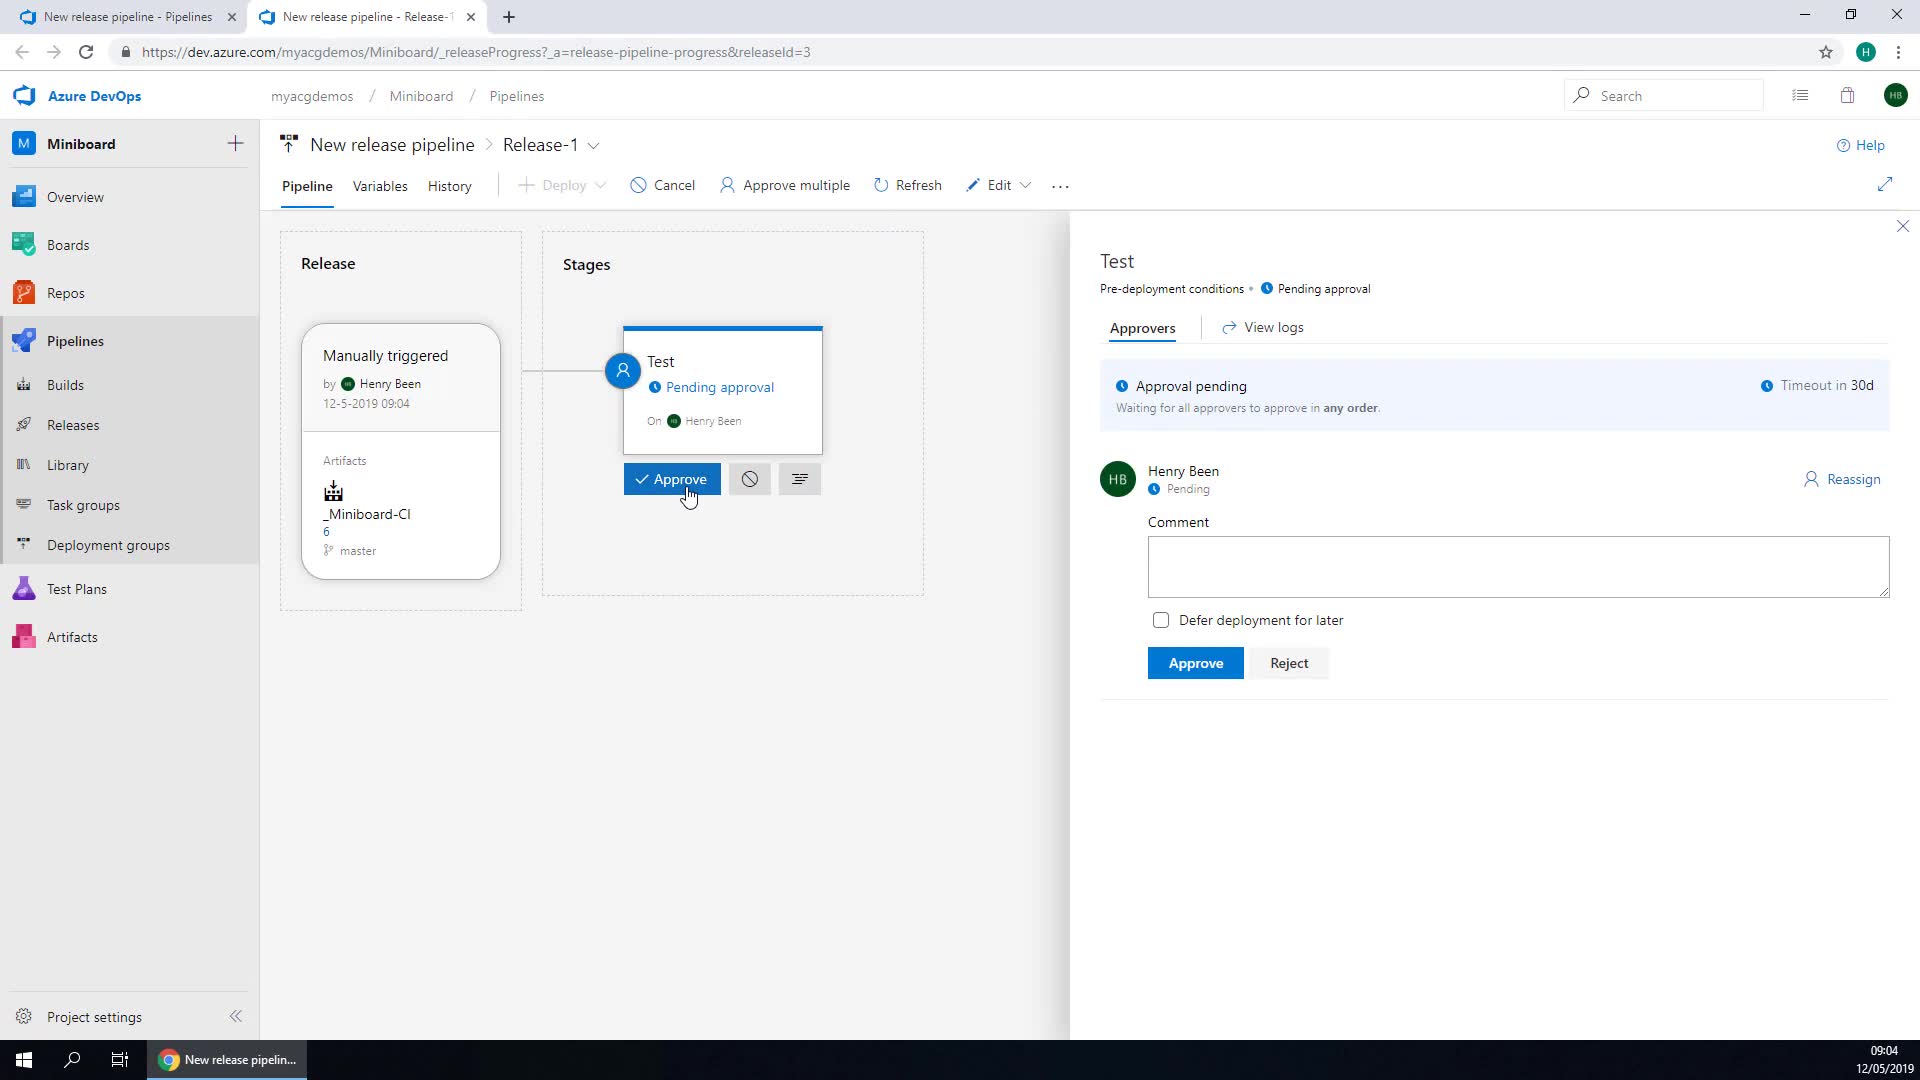 New release pipeline - Pipelines
New release pipeline - Release-1
https://dev.azure.com/myacgdemos/Miniboard/_releaseProgress?_a=release-pipeline-progress&releaseId=3
H
Azure DevOps
myacgdemos / Miniboard / Pipelines
Search
HB
M Miniboard
Overview
Boards
Repos
Pipelines
Builds
Releases
Library
Task groups
Deployment groups
Test Plans
Artifacts
Project settings
New release pipeline > Release-1
Help
Pipeline Variables History Deploy Cancel Approve multiple Refresh Edit ...
Release
Manually triggered
by Henry Been
12-5-2019 09:04
Artifacts
_Miniboard-CI
6
master
Stages
Test
Pending approval
On Henry Been
Approve
Test
Pre-deployment conditions • Pending approval
Approvers View logs
Approval pending
Timeout in 30d
Waiting for all approvers to approve in any order.
HB
Henry Been
Pending
Reassign
Comment
Defer deployment for later
Approve Reject
New release pipelin...
09:04
12/05/2019